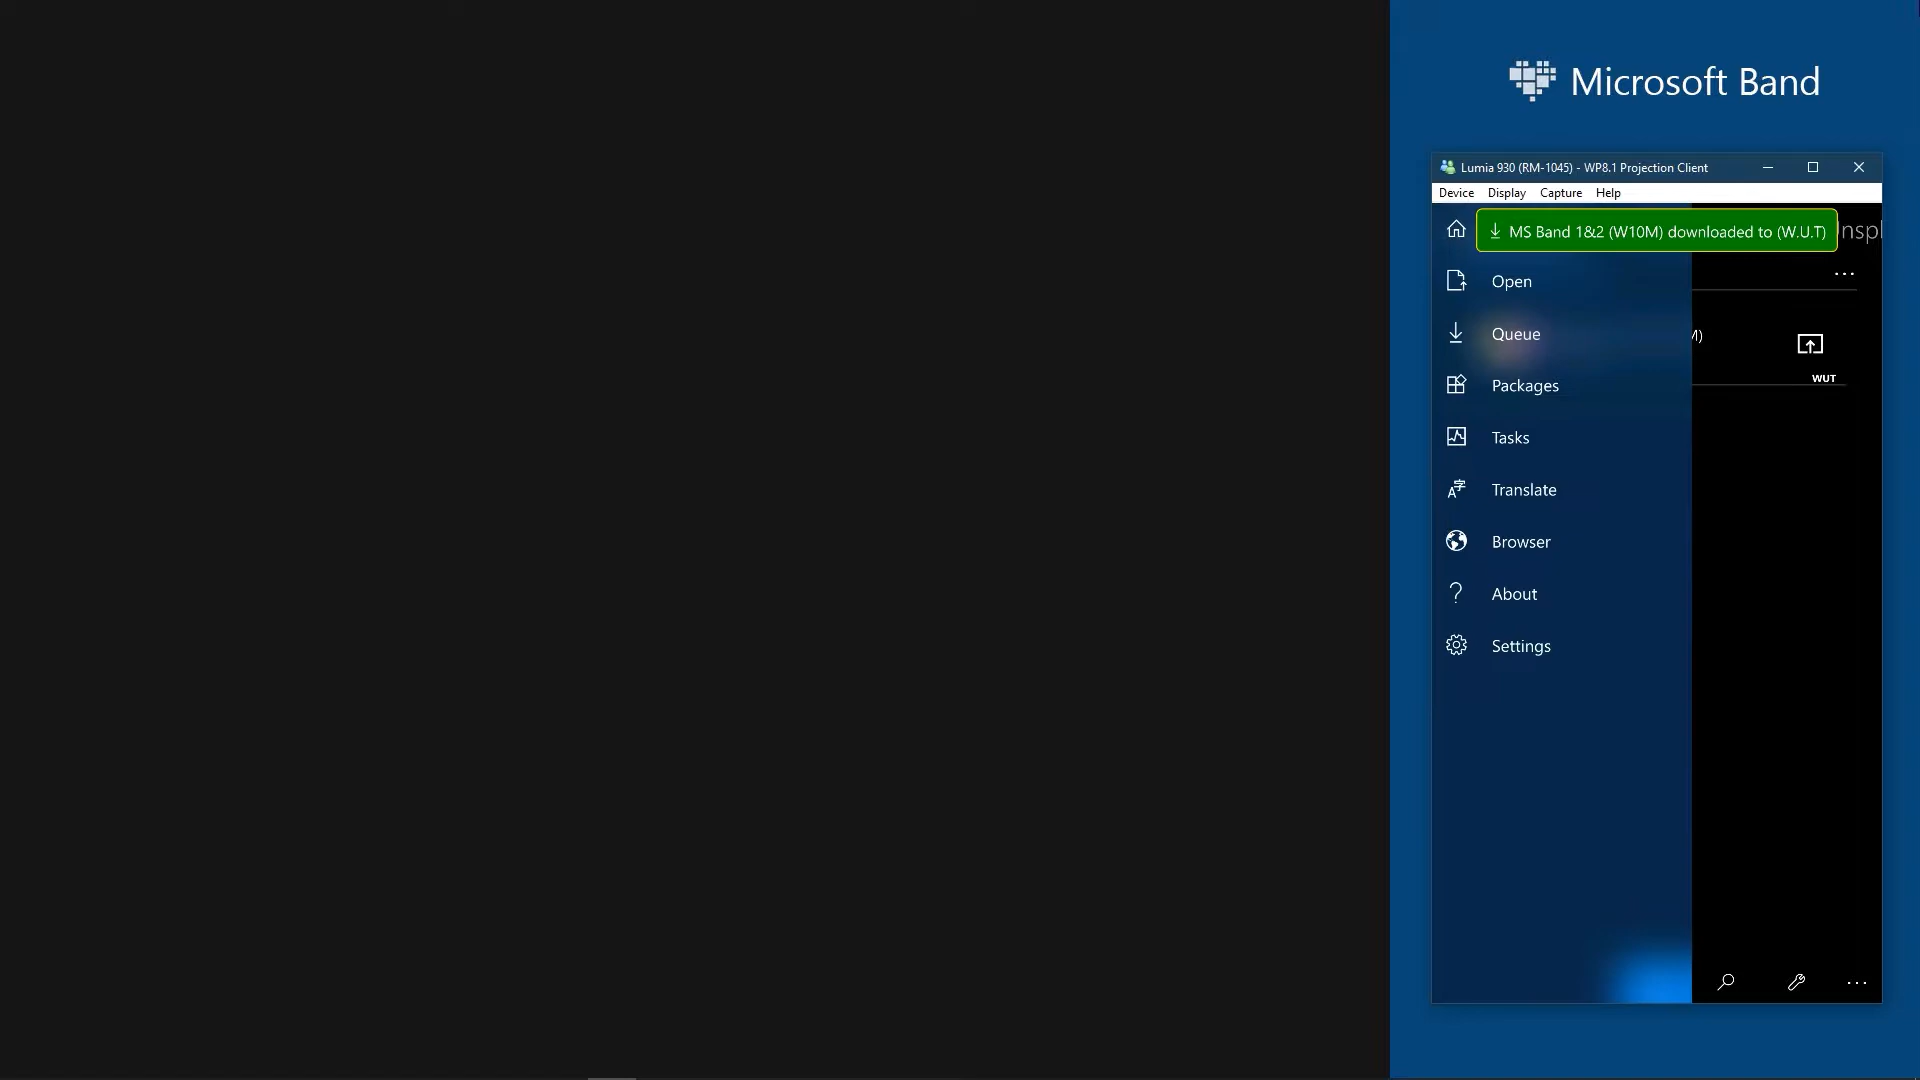 Microsoft Band
Lumia 930 (RM-1045) - WP8.1 Projection Client
Device Display Capture Help
MS Band 1&2 (W10M) downloaded to (W.U.T)
Open
Queue
Packages
WUT
Tasks
Translate
Browser
About
Settings